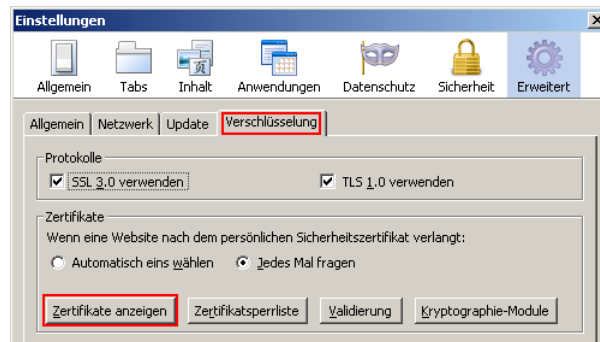 Einstellungen
Allgemein Tabs Inhalt Anwendungen Datenschutz Sicherheit Erweitert
Allgemein Netzwerk Update Verschlüsselung
Protokolle
SSL 3.0 verwenden TLS 1.0 verwenden
Zertifikate
Wenn eine Website nach dem persönlichen Sicherheitszertifikat verlangt:
Automatisch eins wählen Jedes Mal fragen
Zertifikate anzeigen Zertifikatsperrliste Validierung Kryptographie-Module